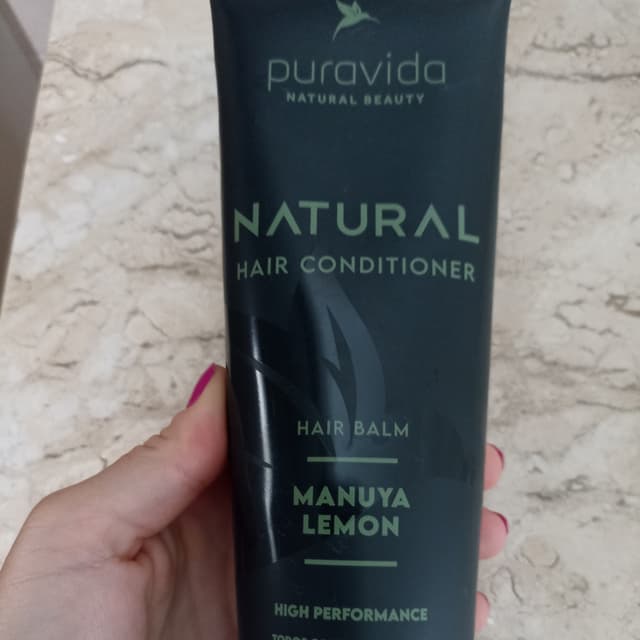 puravida
NATURAL BEAUTY
NATURAL
HAIR CONDITIONER
HAIR BALM
MANUYA
LEMON
HIGH PERFORMANCE